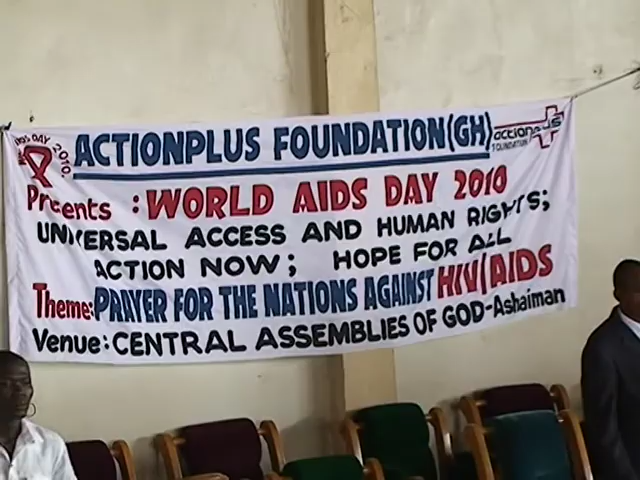 AIDS DAY 2010
ACTIONPLUS FOUNDATION(GH)
actionplus
FOUNDATION
Presents : WORLD AIDS DAY 2010
UNIVERSAL ACCESS AND HUMAN RIGHTS;
ACTION NOW; HOPE FOR ALL
Theme: PRAYER FOR THE NATIONS AGAINST HIV/AIDS
Venue: CENTRAL ASSEMBLIES OF GOD-Ashaiman